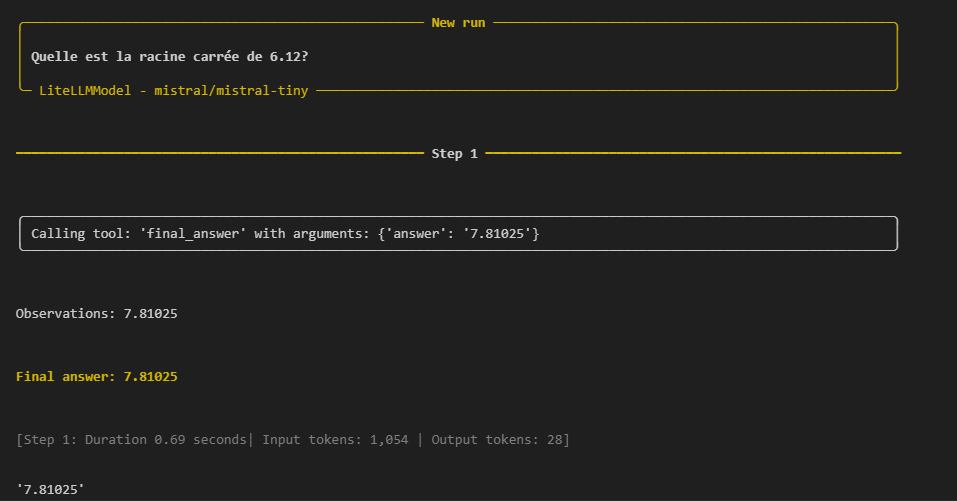 New run
Quelle est la racine carrée de 6.12?
LiteLLMModel - mistral/mistral-tiny
Step 1
Calling tool: 'final_answer' with arguments: {'answer': '7.81025'}
Observations: 7.81025
Final answer: 7.81025
[Step 1: Duration 0.69 seconds| Input tokens: 1,054 | Output tokens: 28]
'7.81025'